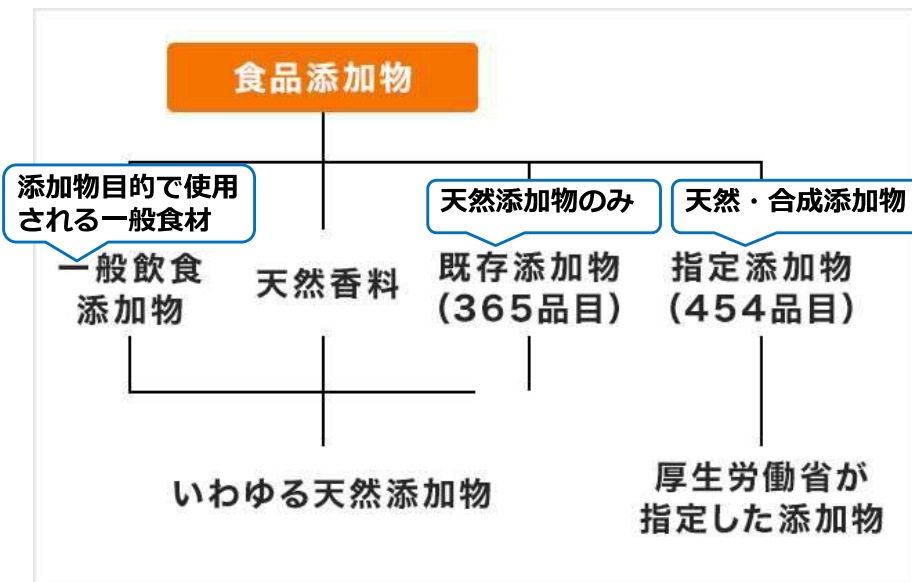 食品添加物
添加物目的で使用
される一般食材
天然添加物のみ
天然・合成添加物
一般飲食
添加物
天然香料
既存添加物
(365品目)
指定添加物
(454品目)
いわゆる天然添加物
厚生労働省が
指定した添加物